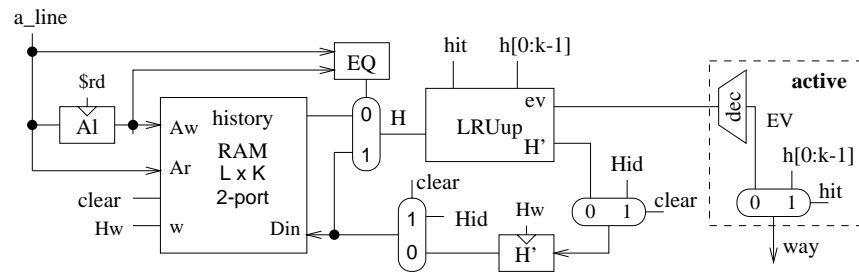 a_line
$rd
Al
EQ
Aw
Ar
clear
Hw
w
history
RAM
L x K
2-port
Din
0
1
H
hit
h[0:k-1]
LRUup
ev
H'
clear
Hid
1
0
Hw
H'
Hid
0 1
clear
dec
active
EV
h[0:k-1]
0 1
hit
way